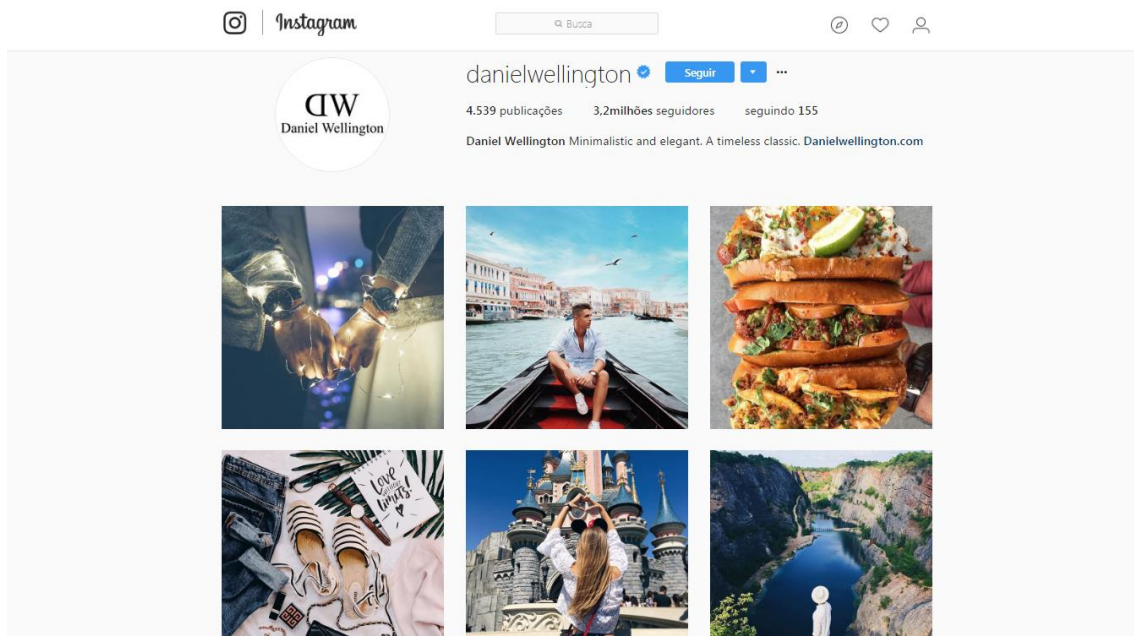 Instagram
Busca
danielwellington
Seguir
...
DW
Daniel Wellington
4.539 publicações 3,2milhões seguidores seguindo 155
Daniel Wellington Minimalistic and elegant. A timeless classic. Danielwellington.com
love
without
limits!